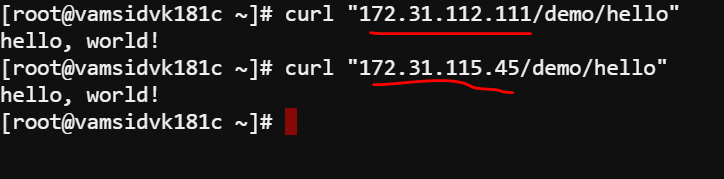 [root@vamsidvk181c ~]# curl "172.31.112.111/demo/hello"
hello, world!
[root@vamsidvk181c ~]# curl "172.31.115.45/demo/hello"
hello, world!
[root@vamsidvk181c ~]#